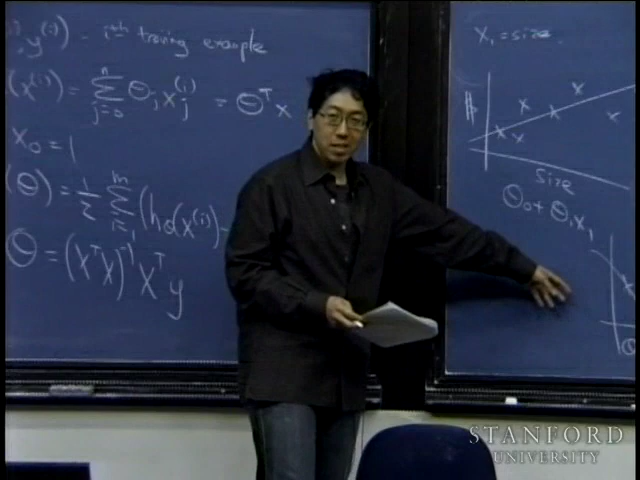 , y^(i)) - i^th training example
(x^(i)) = Σ_{j=0}^{n} Θ_j x_j^(i) = Θ^T x
x_0 = 1
(Θ) = 1/2 Σ_{i=1}^{m} (h_Θ(x^(i)) -
Θ = (X^T X)^{-1} X^T y
x_1 = size
size
Θ_0 + Θ_1 x_1
STANFORD
UNIVERSITY